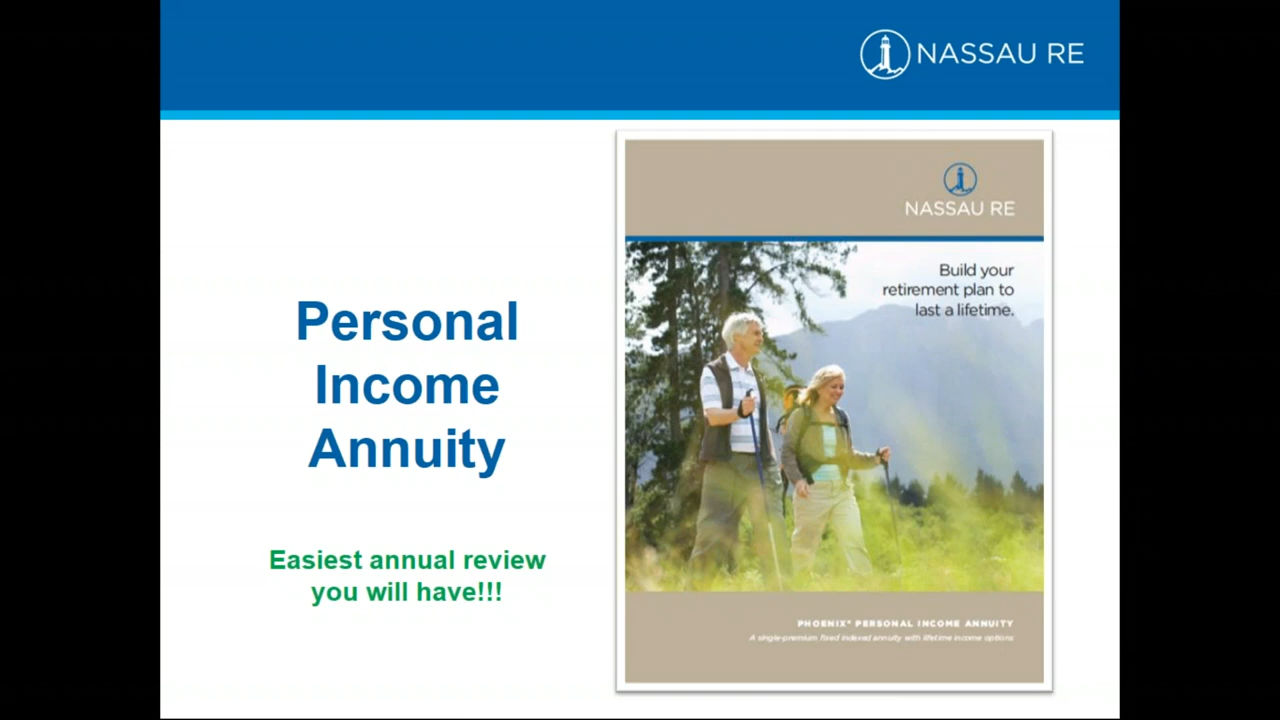 NASSAU RE
Personal
Income
Annuity
Easiest annual review
you will have!!!
NASSAU RE
Build your
retirement plan to
last a lifetime.
PHOENIX® PERSONAL INCOME ANNUITY
A single-premium fixed indexed annuity with lifetime income options